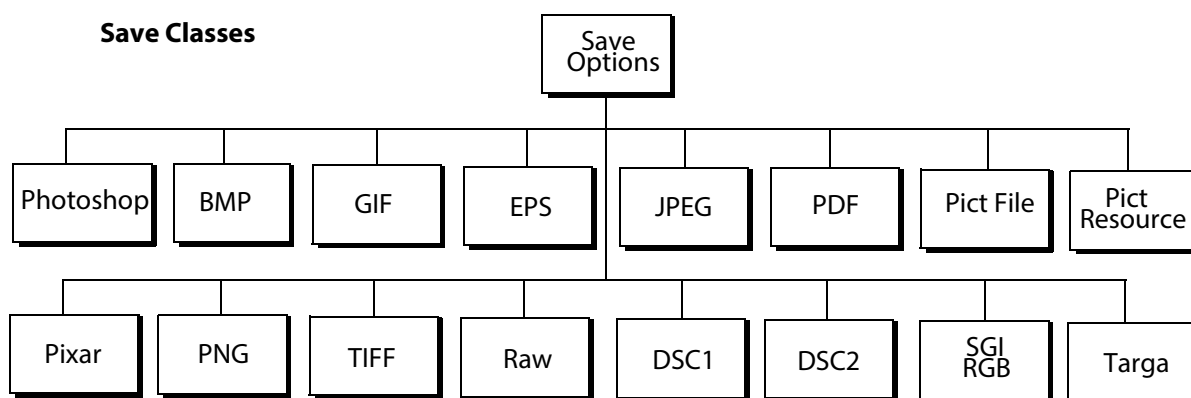 Save Classes
Save
Options
Photoshop
BMP
GIF
EPS
JPEG
PDF
Pict File
Pict
Resource
Pixar
PNG
TIFF
Raw
DSC1
DSC2
SGI
RGB
Targa